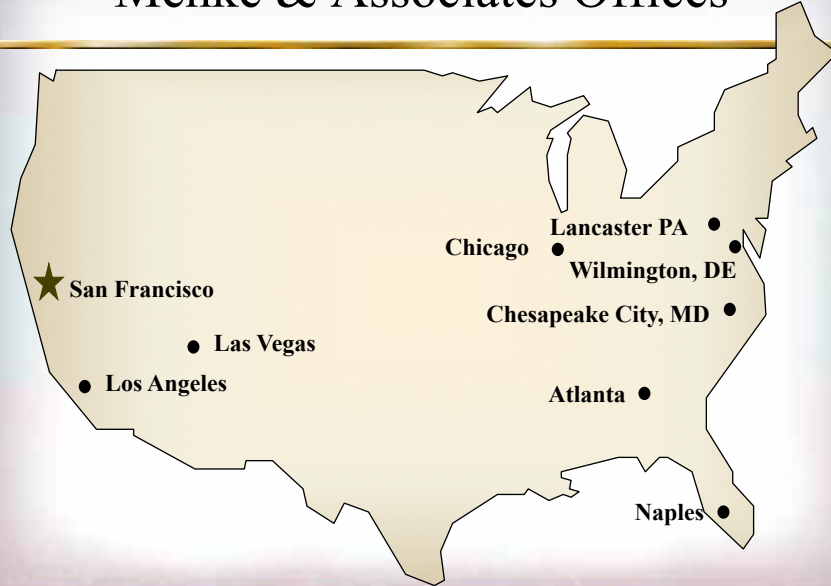 Menke & Associates Offices
Lancaster PA
Chicago
Wilmington, DE
San Francisco
Chesapeake City, MD
Las Vegas
Los Angeles
Atlanta
Naples